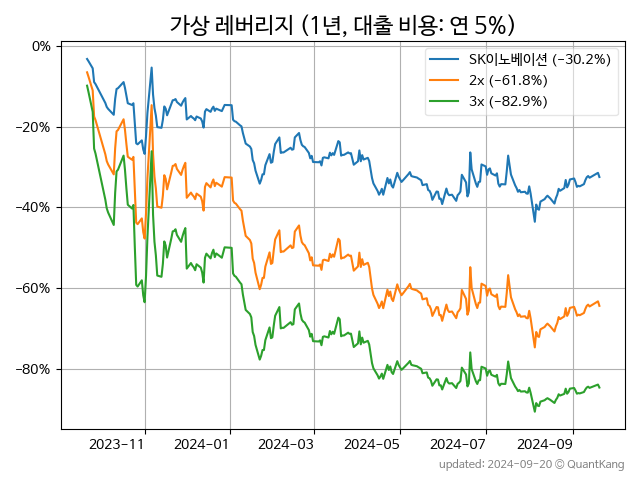 가상 레버리지 (1년, 대출 비용: 연 5%)
SK이노베이션 (−30.2%)
2x (−61.8%)
3x (−82.9%)
0%
−20%
−40%
−60%
−80%
2023−11 2024−01 2024−03 2024−05 2024−07 2024−09
updated: 2024−09−20 © QuantKang